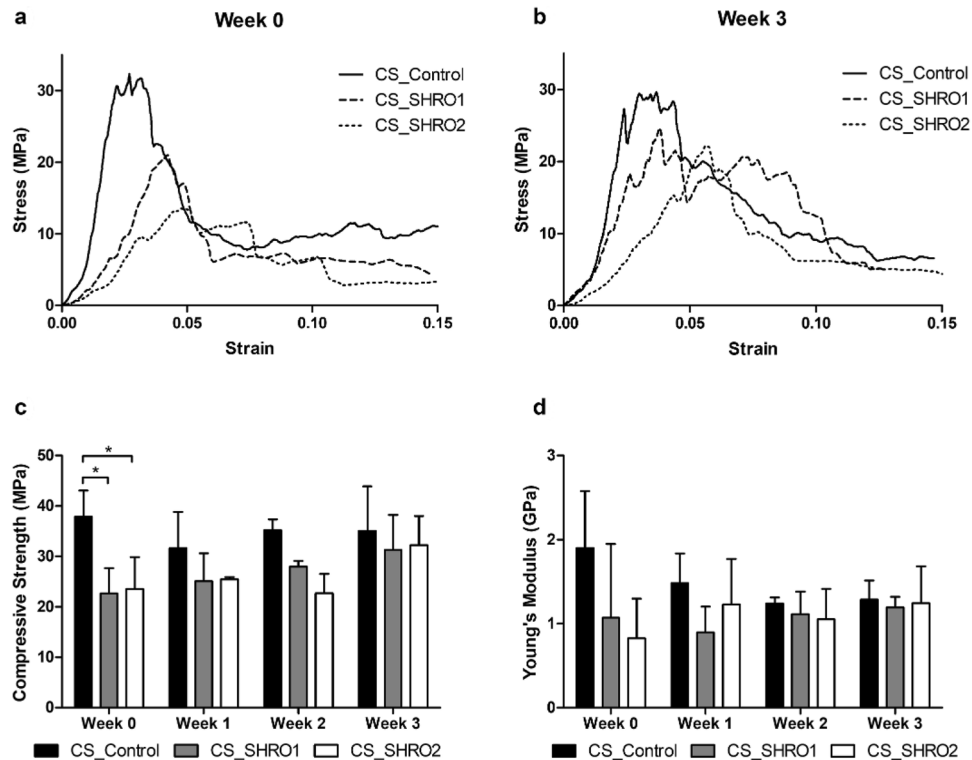 a
Week 0
Stress (MPa)
30
20
10
0
0.00
0.05
0.10
0.15
Strain
CS_Control
CS_SHRO1
CS_SHRO2
b
Week 3
Stress (MPa)
30
20
10
0
0.00
0.05
0.10
0.15
Strain
CS_Control
CS_SHRO1
CS_SHRO2
c
Compressive Strength (MPa)
50
40
30
20
10
0
*
*
Week 0
Week 1
Week 2
Week 3
CS_Control
CS_SHRO1
CS_SHRO2
d
Young's Modulus (GPa)
3
2
1
0
Week 0
Week 1
Week 2
Week 3
CS_Control
CS_SHRO1
CS_SHRO2